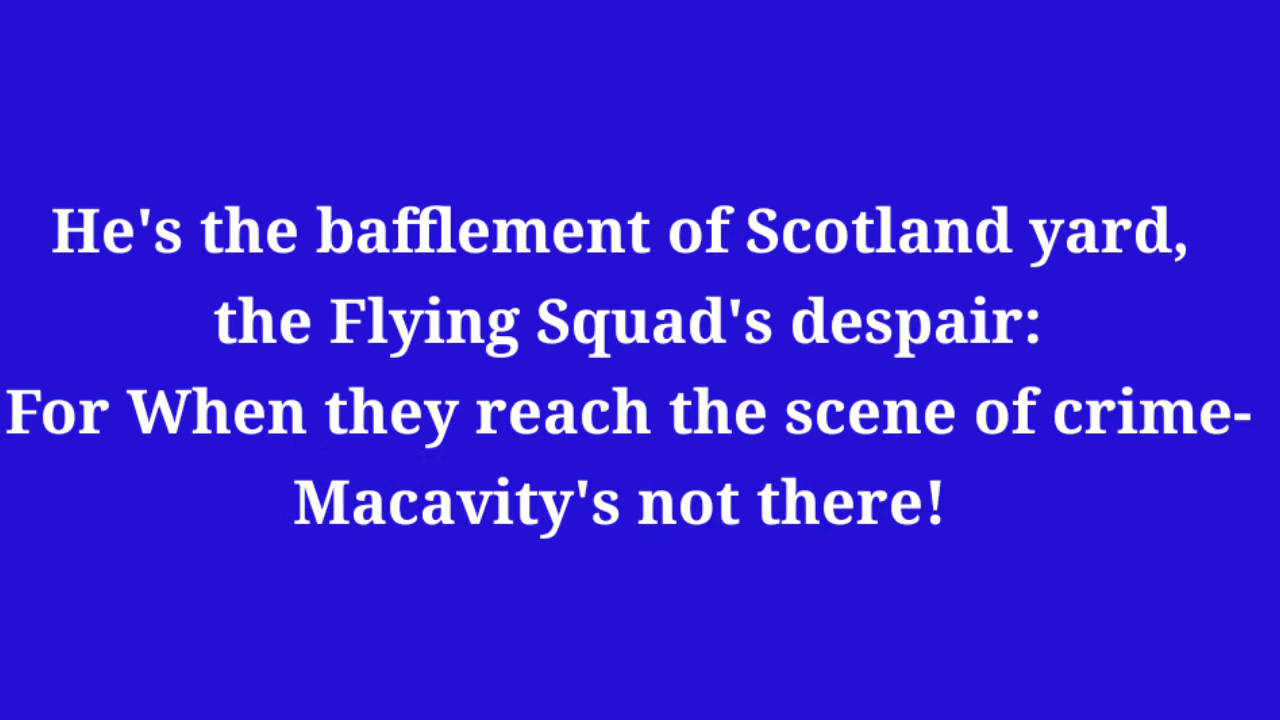 He's the bafflement of Scotland yard,
the Flying Squad's despair:
For When they reach the scene of crime-
Macavity's not there!